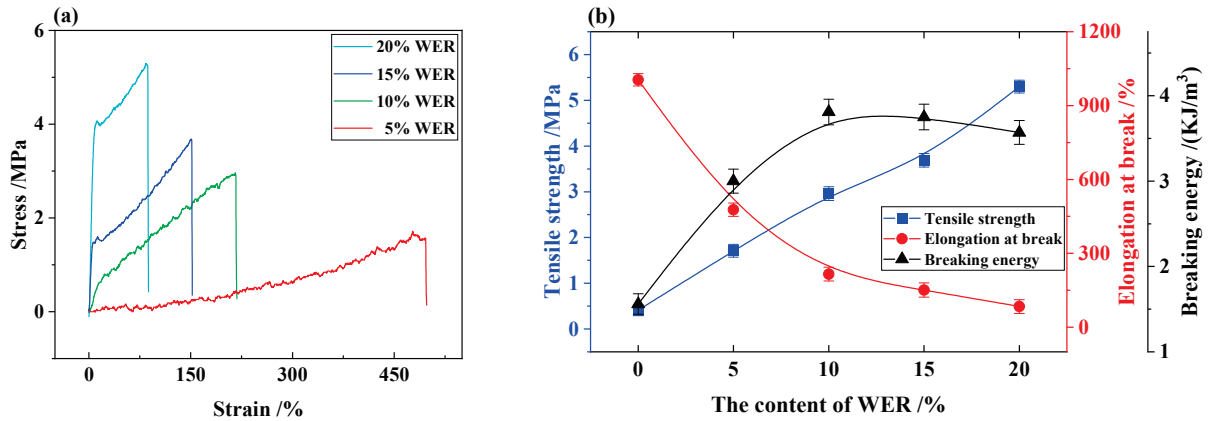 (a)
6
4
2
0
Stress /MPa
0
150
300
450
Strain /%
20% WER
15% WER
10% WER
5% WER
(b)
6
5
4
3
2
1
0
Tensile strength /MPa
0
5
10
15
20
The content of WER /%
1200
900
600
300
0
Elongation at break /%
4
3
2
1
Breaking energy /(KJ/m³)
Tensile strength
Elongation at break
Breaking energy